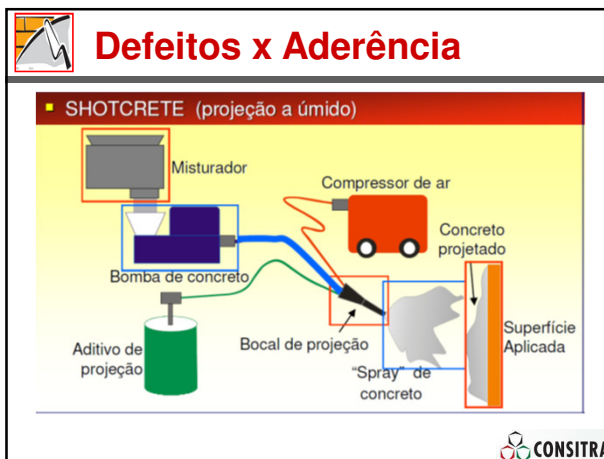 Defeitos x Aderência
SHOTCRETE (projeção a úmido)
Misturador
Compressor de ar
Concreto
projetado
Bomba de concreto
Bocal de projeção
Superfície
Aplicada
Aditivo de
projeção
“Spray” de
concreto
CONSITRA